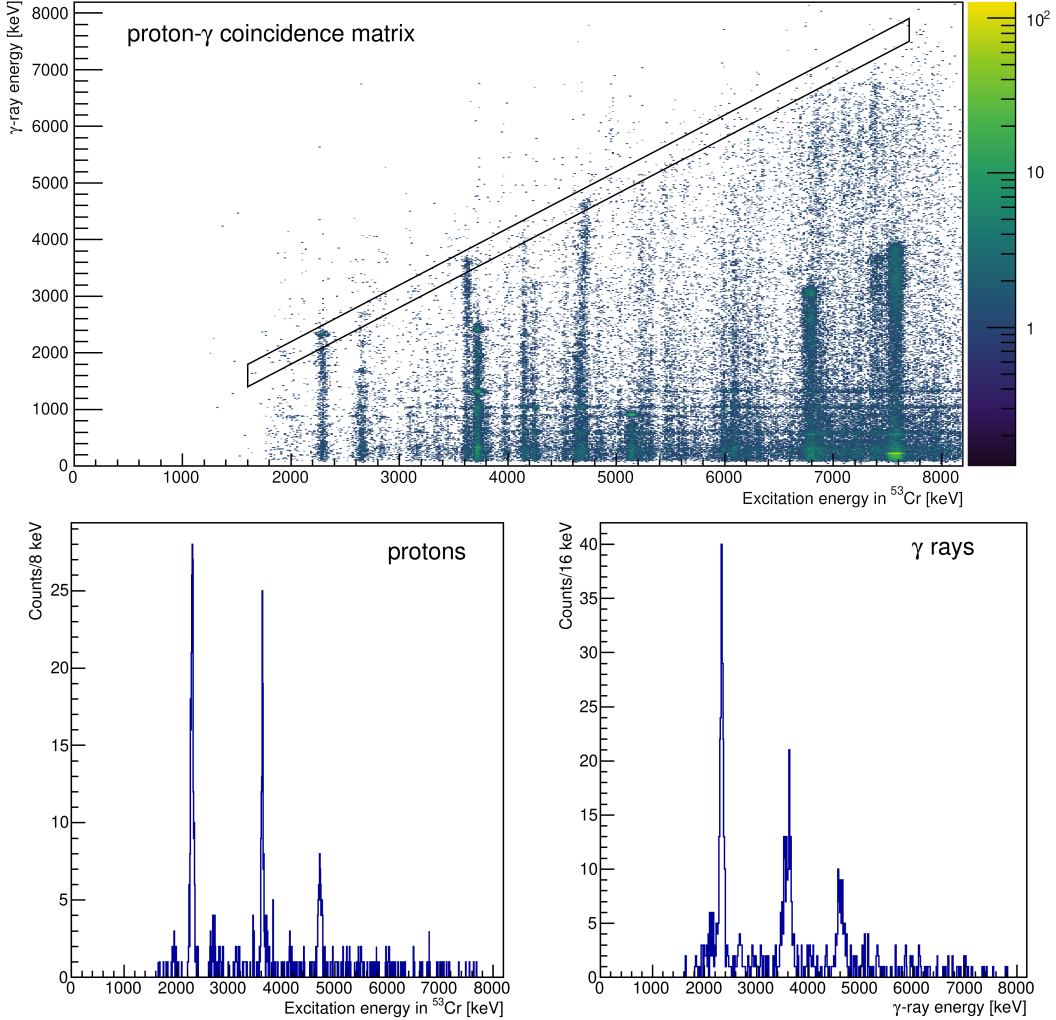 proton-γ coincidence matrix
γ-ray energy [keV]
8000
7000
6000
5000
4000
3000
2000
1000
0
0 1000 2000 3000 4000 5000 6000 7000 8000
Excitation energy in ⁵³Cr [keV]
10²
10
1
protons
Counts/8 keV
25
20
15
10
5
0
0 1000 2000 3000 4000 5000 6000 7000 8000
Excitation energy in ⁵³Cr [keV]
γ rays
Counts/16 keV
40
35
30
25
20
15
10
5
0
0 1000 2000 3000 4000 5000 6000 7000 8000
γ-ray energy [keV]